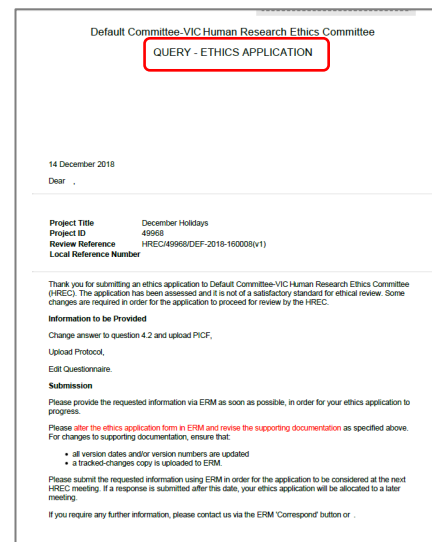 Default Committee-VIC Human Research Ethics Committee
QUERY - ETHICS APPLICATION
14 December 2018
Dear ,
Project Title December Holidays
Project ID 49968
Review Reference HREC/49968/DEF-2018-160008(v1)
Local Reference Number
Thank you for submitting an ethics application to Default Committee-VIC Human Research Ethics Committee
(HREC). The application has been assessed and it is not of a satisfactory standard for ethical review. Some
changes are required in order for the application to proceed for review by the HREC.
Information to be Provided
Change answer to question 4.2 and upload PICF,
Upload Protocol,
Edit Questionnaire.
Submission
Please provide the requested information via ERM as soon as possible, in order for your ethics application to
progress.
Please alter the ethics application form in ERM and revise the supporting documentation as specified above.
For changes to supporting documentation, ensure that:
• all version dates and/or version numbers are updated
• a tracked-changes copy is uploaded to ERM.
Please submit the requested information using ERM in order for the application to be considered at the next
HREC meeting. If a response is submitted after this date, your ethics application will be allocated to a later
meeting.
If you require any further information, please contact us via the ERM 'Correspond' button or .